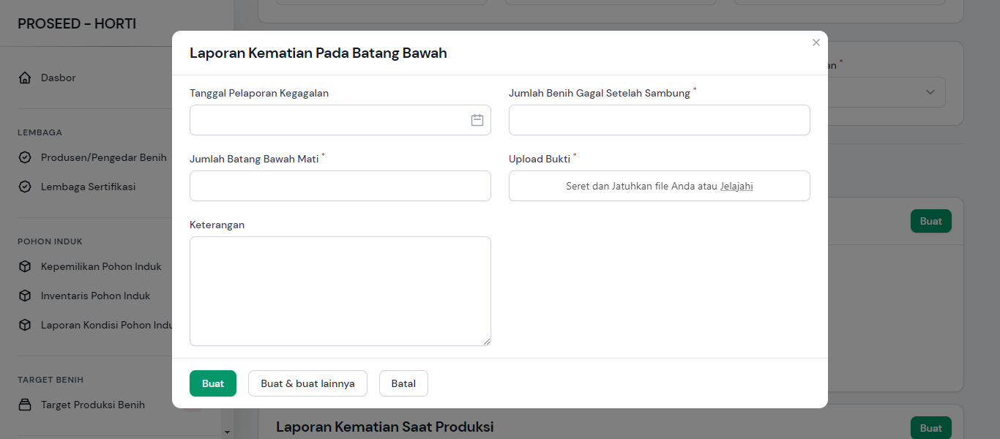 PROSEED - HORTI
Dasbor
LEMBAGA
Produsen/Pengedar Benih
Lembaga Sertifikasi
POHON INDUK
Kepemilikan Pohon Induk
Inventaris Pohon Induk
Laporan Kondisi Pohon Indu
TARGET BENIH
Target Produksi Benih
Laporan Kematian Pada Batang Bawah
Tanggal Pelaporan Kegagalan
Jumlah Benih Gagal Setelah Sambung *
Jumlah Batang Bawah Mati *
Upload Bukti *
Seret dan Jatuhkan file Anda atau Jelajahi
Keterangan
Buat
Buat & buat lainnya
Batal
an *
Buat
Laporan Kematian Saat Produksi
Buat